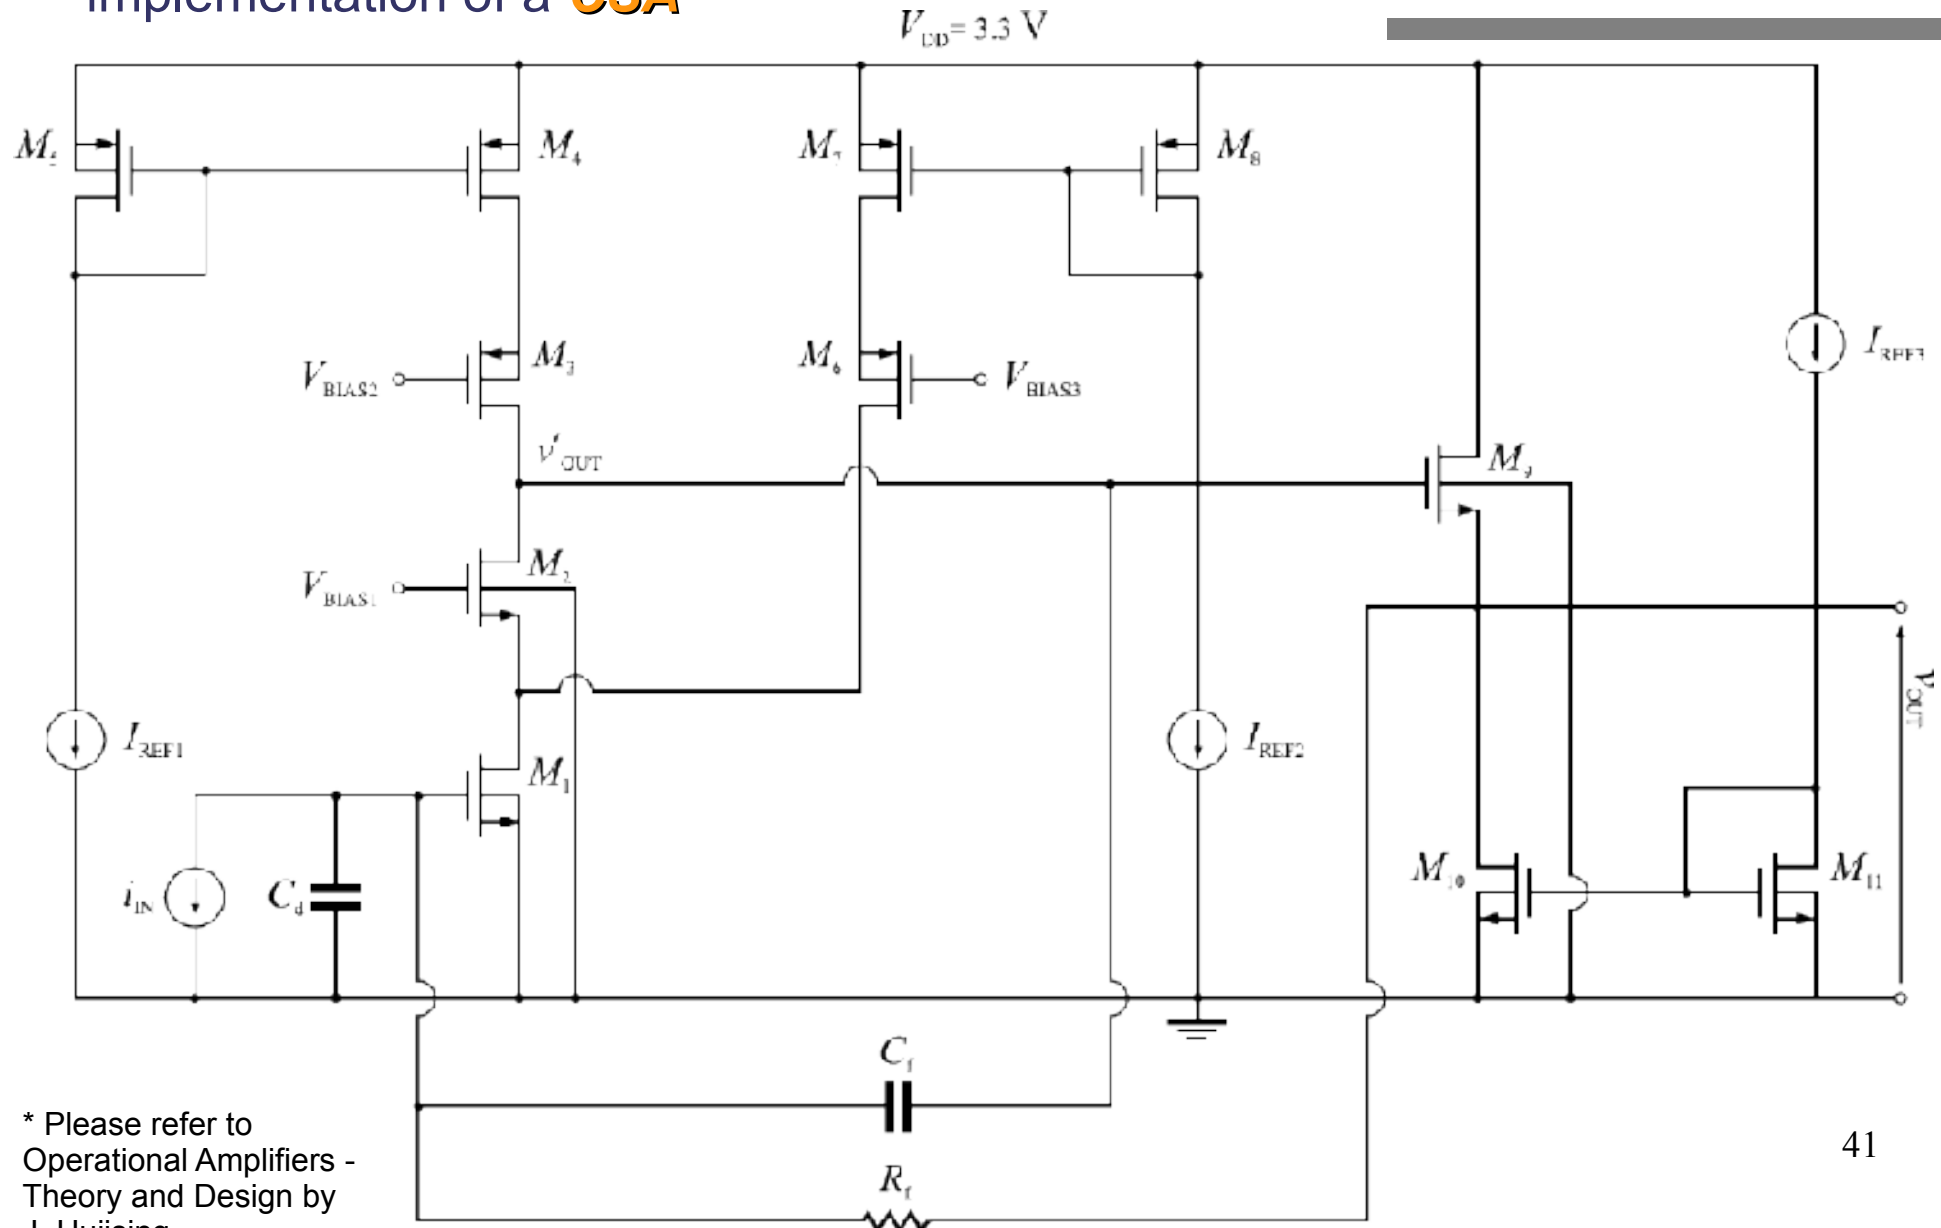 implementation of a CSA
V_DD = 3.3 V
M_4
M_7
M_8
V_BIAS2
M_3
M_6
V_BIAS3
I_REF3
v'_OUT
M_9
V_BIAS1
M_2
V_OUT
I_REF1
I_REF2
M_1
i_IN
C_d
M_10
M_11
C_f
R_f
* Please refer to
Operational Amplifiers -
Theory and Design by
41